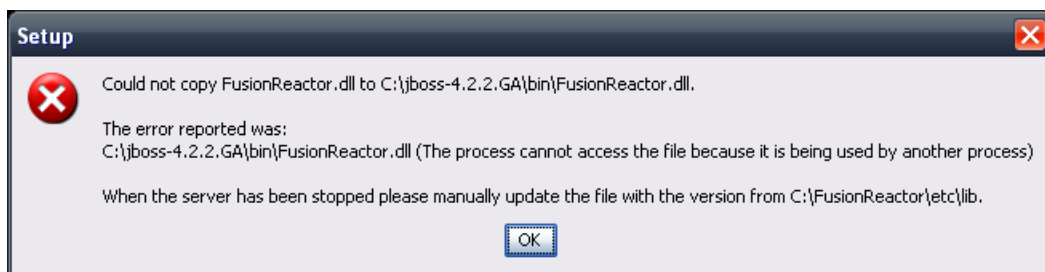 Setup
Could not copy FusionReactor.dll to C:\jboss-4.2.2.GA\bin\FusionReactor.dll.
The error reported was:
C:\jboss-4.2.2.GA\bin\FusionReactor.dll (The process cannot access the file because it is being used by another process)
When the server has been stopped please manually update the file with the version from C:\FusionReactor\etc\lib.
OK